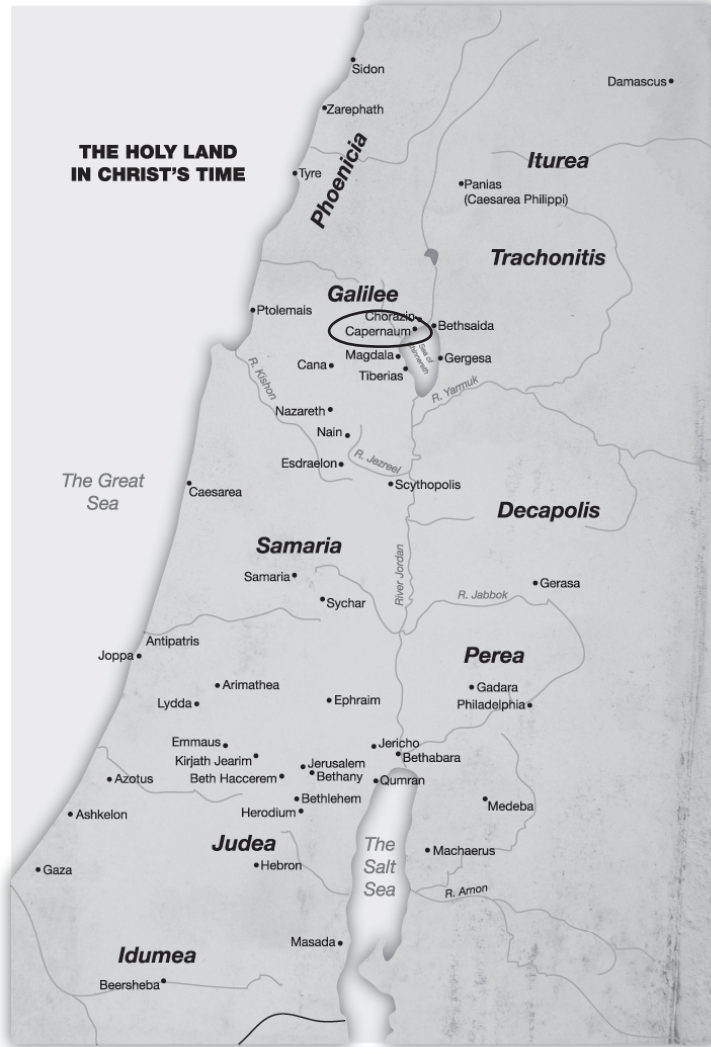 Sidon
Damascus
Zarephath
THE HOLY LAND
IN CHRIST'S TIME
Phoenicia
Iturea
Tyre
Panias
(Caesarea Philippi)
Trachonitis
Galilee
Ptolemais
Chorazin
Bethsaida
Capernaum
Sea of
Chinnereth
Magdala
Gergesa
Cana
Tiberias
R. Kishon
R. Yarmuk
Nazareth
Nain
R. Jezreel
Esdraelon
The Great
Sea
Caesarea
Scythopolis
Decapolis
Samaria
River Jordan
Samaria
Gerasa
R. Jabbok
Sychar
Antipatris
Joppa
Perea
Arimathea
Gadara
Lydda
Ephraim
Philadelphia
Emmaus
Jericho
Kirjath Jearim
Bethabara
Jerusalem
Azotus
Beth Haccerem
Bethany
Qumran
Bethlehem
Medeba
Ashkelon
Herodium
Judea
The
Salt
Sea
Machaerus
Gaza
Hebron
R. Arnon
Masada
Idumea
Beersheba